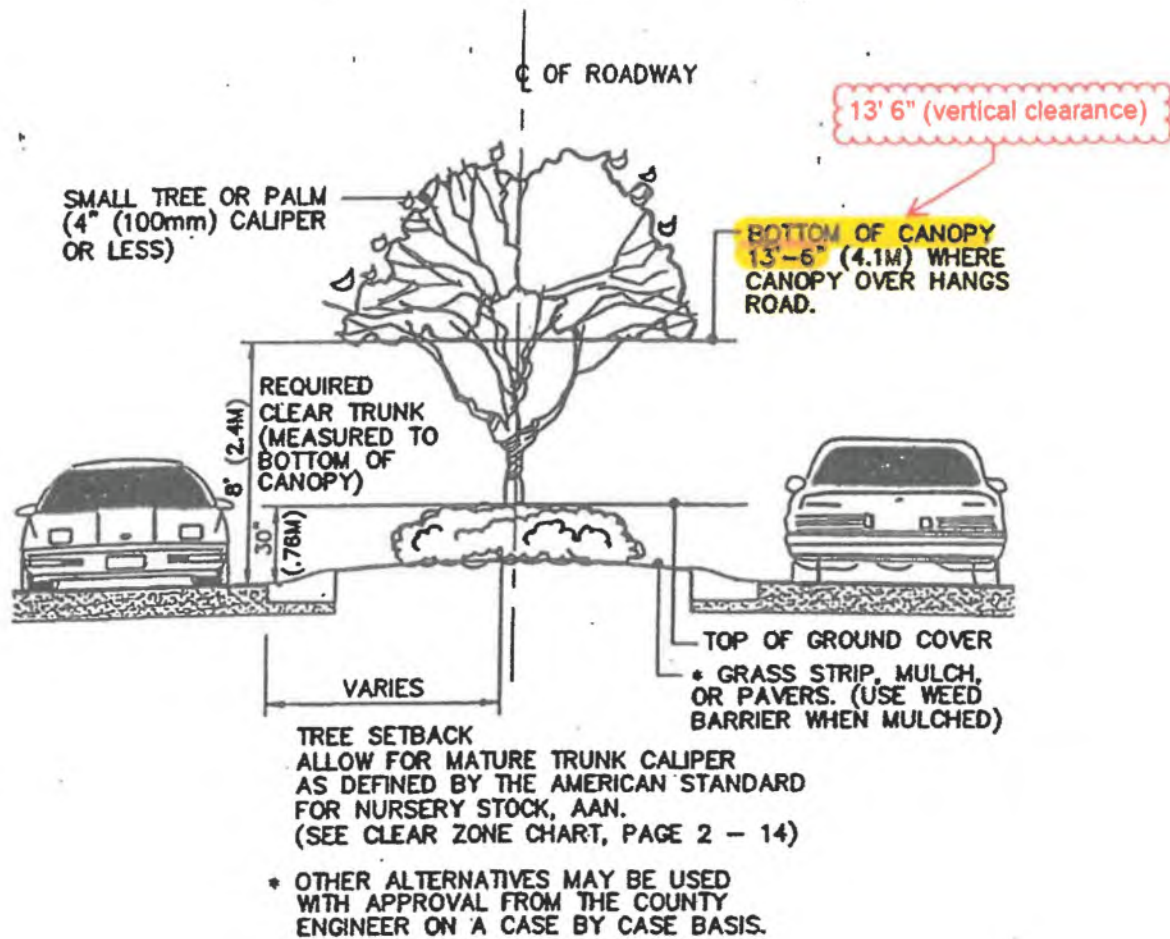 ℄ OF ROADWAY
13' 6" (vertical clearance)
SMALL TREE OR PALM
(4" (100mm) CALIPER
OR LESS)
BOTTOM OF CANOPY
13'-6" (4.1M) WHERE
CANOPY OVER HANGS
ROAD.
REQUIRED
CLEAR TRUNK
(MEASURED TO
BOTTOM OF
CANOPY)
8' (2.4M)
30"
(.76M)
TOP OF GROUND COVER
* GRASS STRIP, MULCH,
OR PAVERS. (USE WEED
BARRIER WHEN MULCHED)
VARIES
TREE SETBACK
ALLOW FOR MATURE TRUNK CALIPER
AS DEFINED BY THE AMERICAN STANDARD
FOR NURSERY STOCK, AAN.
(SEE CLEAR ZONE CHART, PAGE 2 - 14)
* OTHER ALTERNATIVES MAY BE USED
WITH APPROVAL FROM THE COUNTY
ENGINEER ON A CASE BY CASE BASIS.